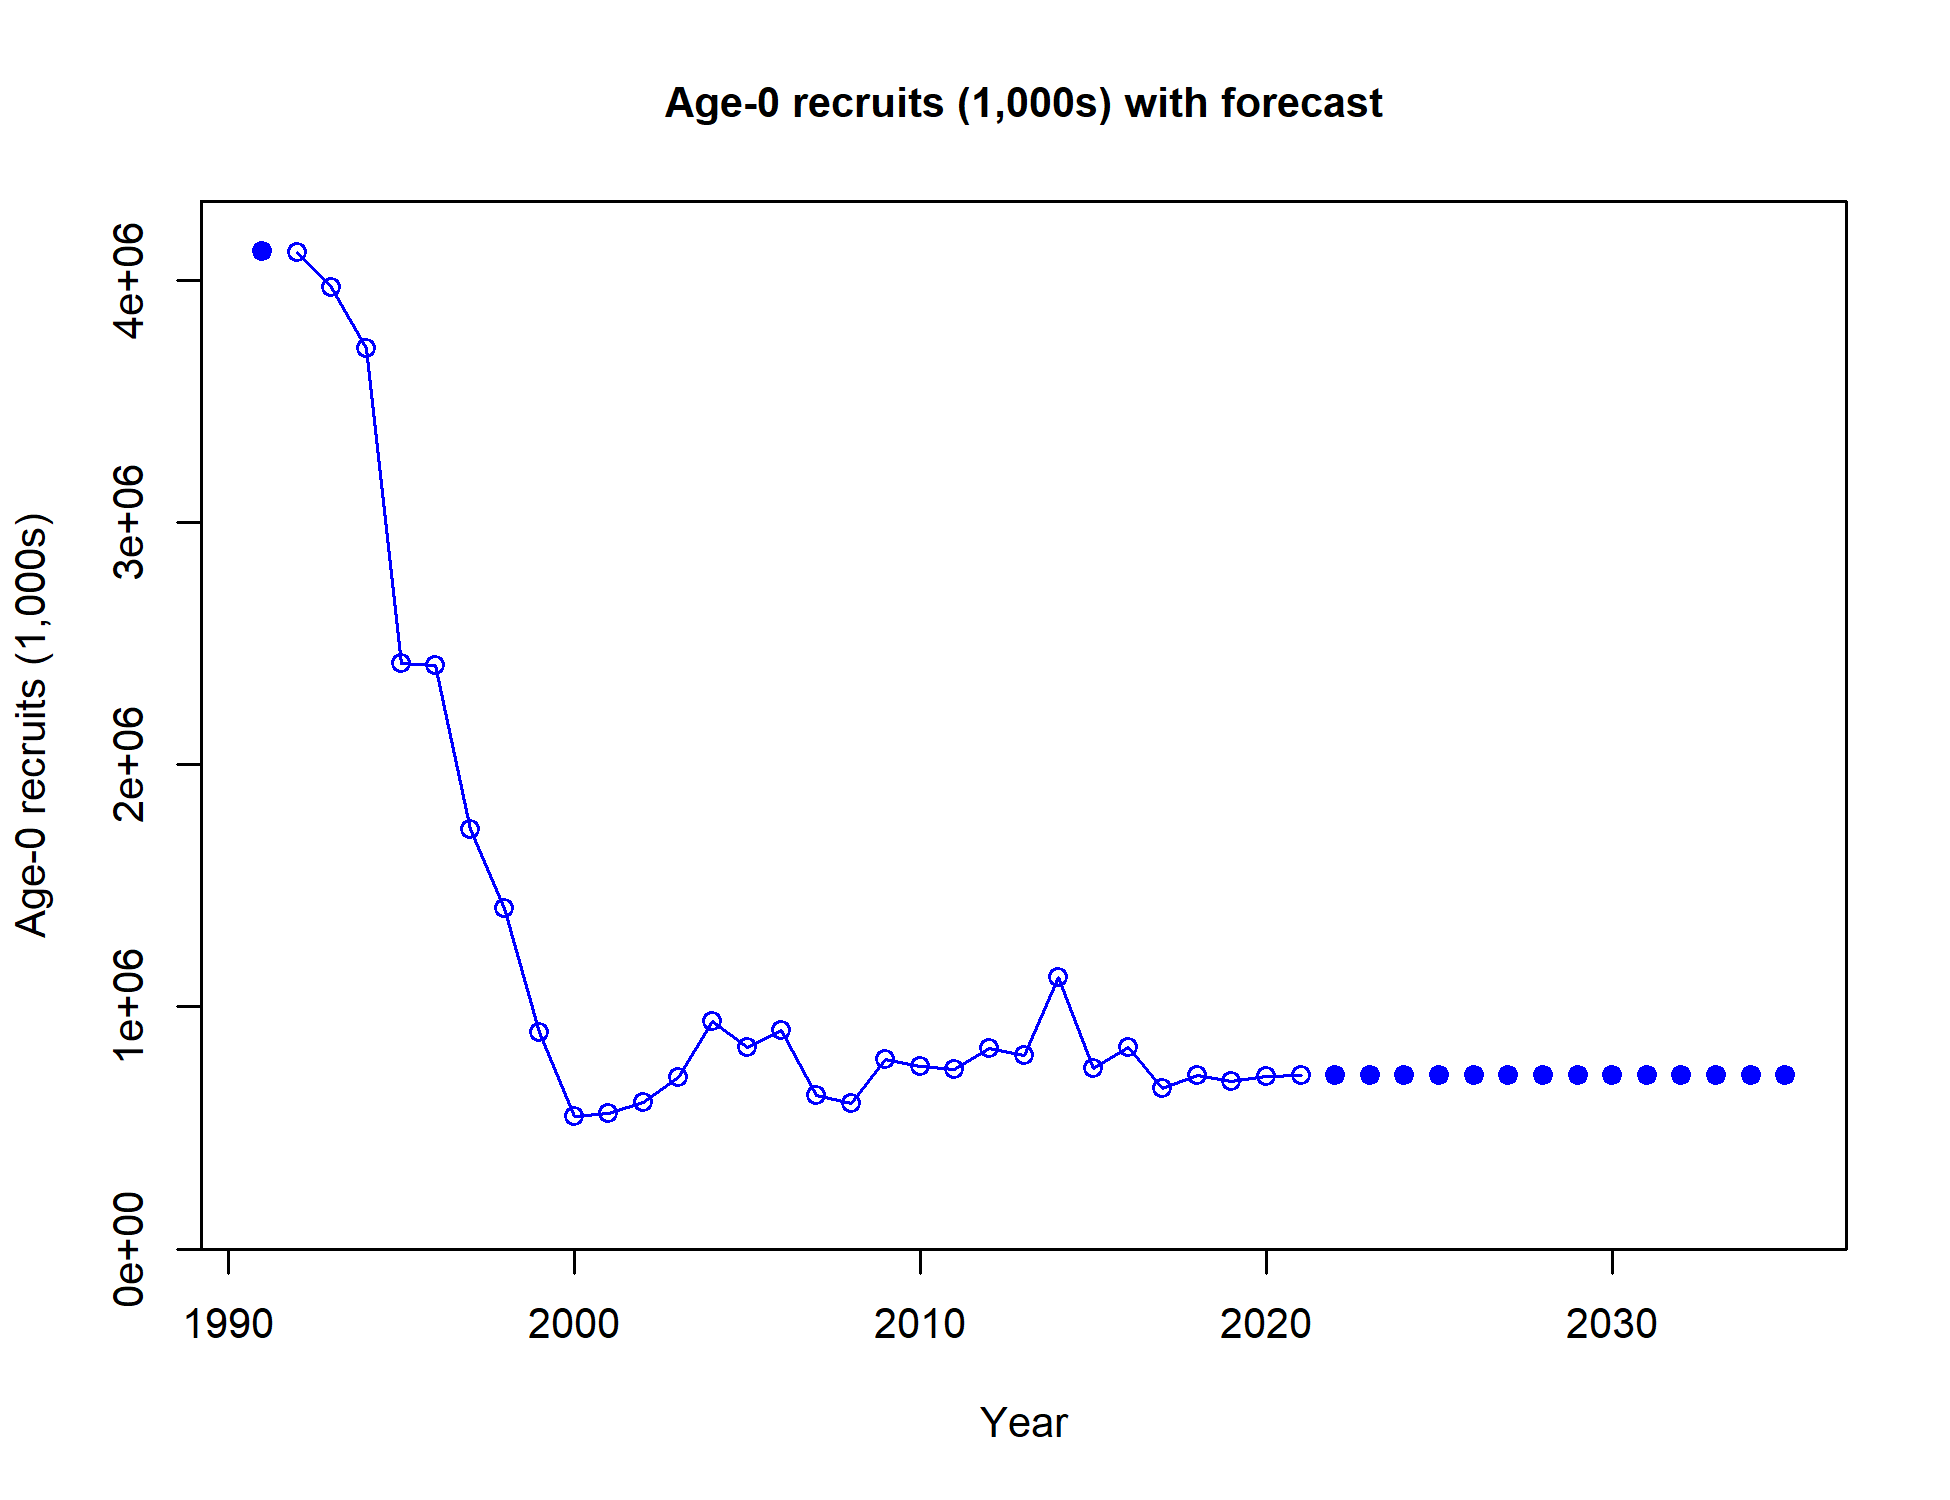 Age-0 recruits (1,000s) with forecast
Age-0 recruits (1,000s)
4e+06
3e+06
2e+06
1e+06
0e+00
1990
2000
2010
2020
2030
Year